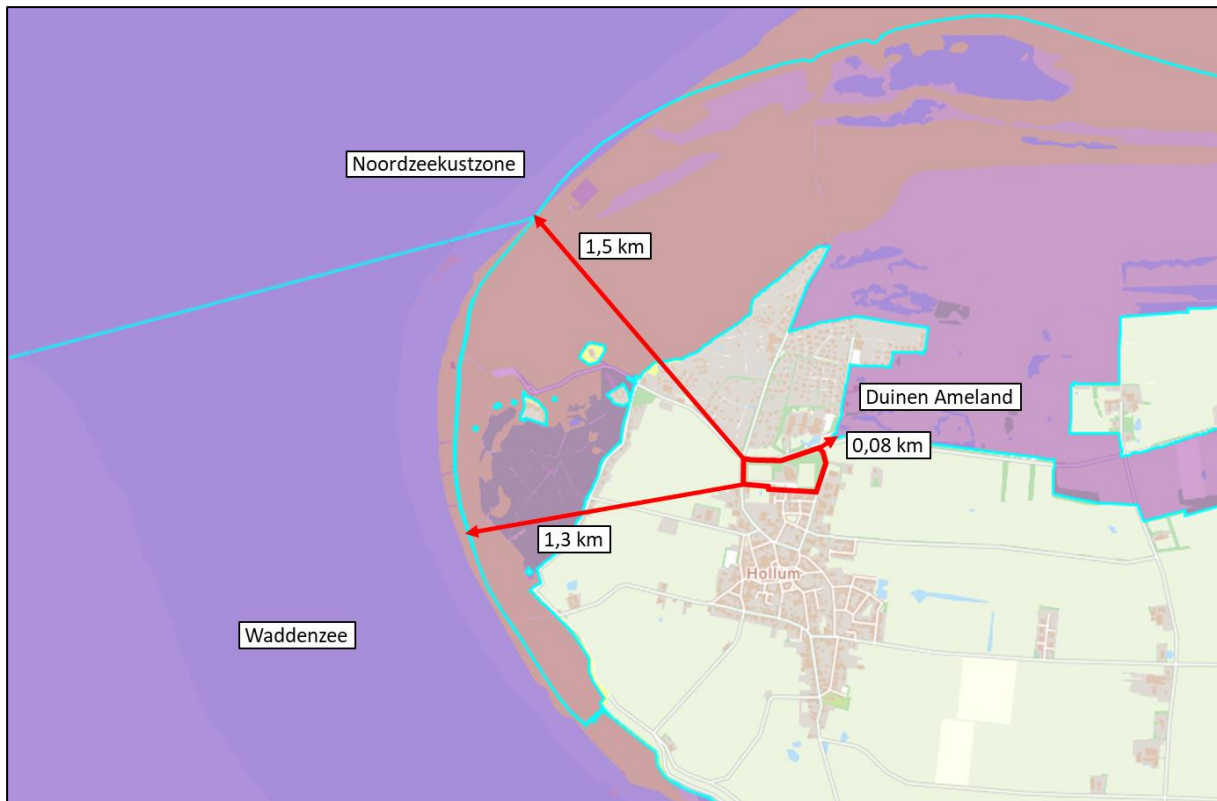 Noordzeekustzone
1,5 km
Duinen Ameland
0,08 km
1,3 km
Hollum
Waddenzee